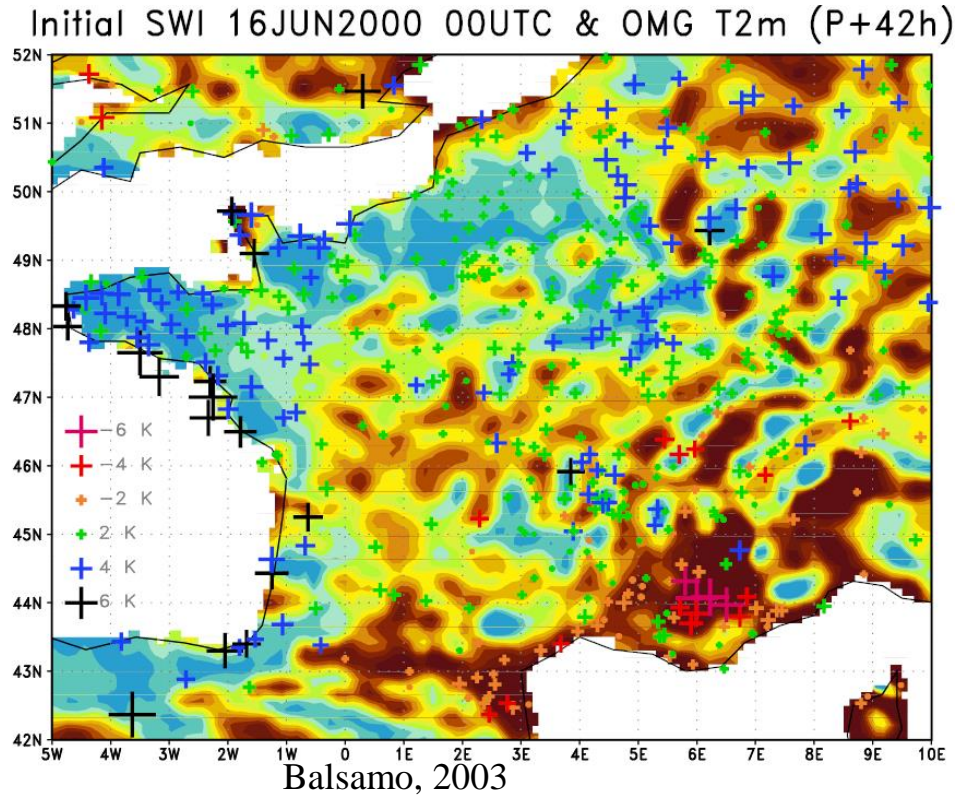 Initial SWI 16JUN2000 00UTC & OMG T2m (P+42h)
52N
51N
50N
49N
48N
47N
46N
45N
44N
43N
42N
-6 K
-4 K
-2 K
2 K
4 K
6 K
5W 4W 3W 2W 1W 0 1E 2E 3E 4E 5E 6E 7E 8E 9E 10E
Balsamo, 2003